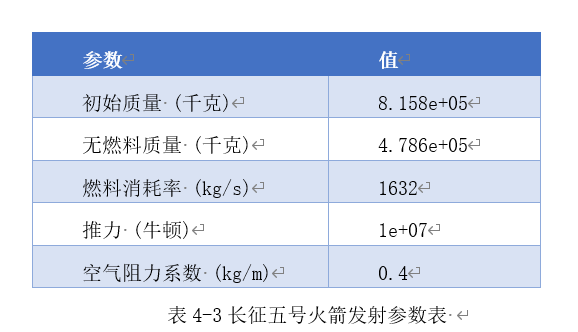 参数 值
初始质量 (千克) 8.158e+05
无燃料质量 (千克) 4.786e+05
燃料消耗率 (kg/s) 1632
推力 (牛顿) 1e+07
空气阻力系数 (kg/m) 0.4
表 4-3 长征五号火箭发射参数表